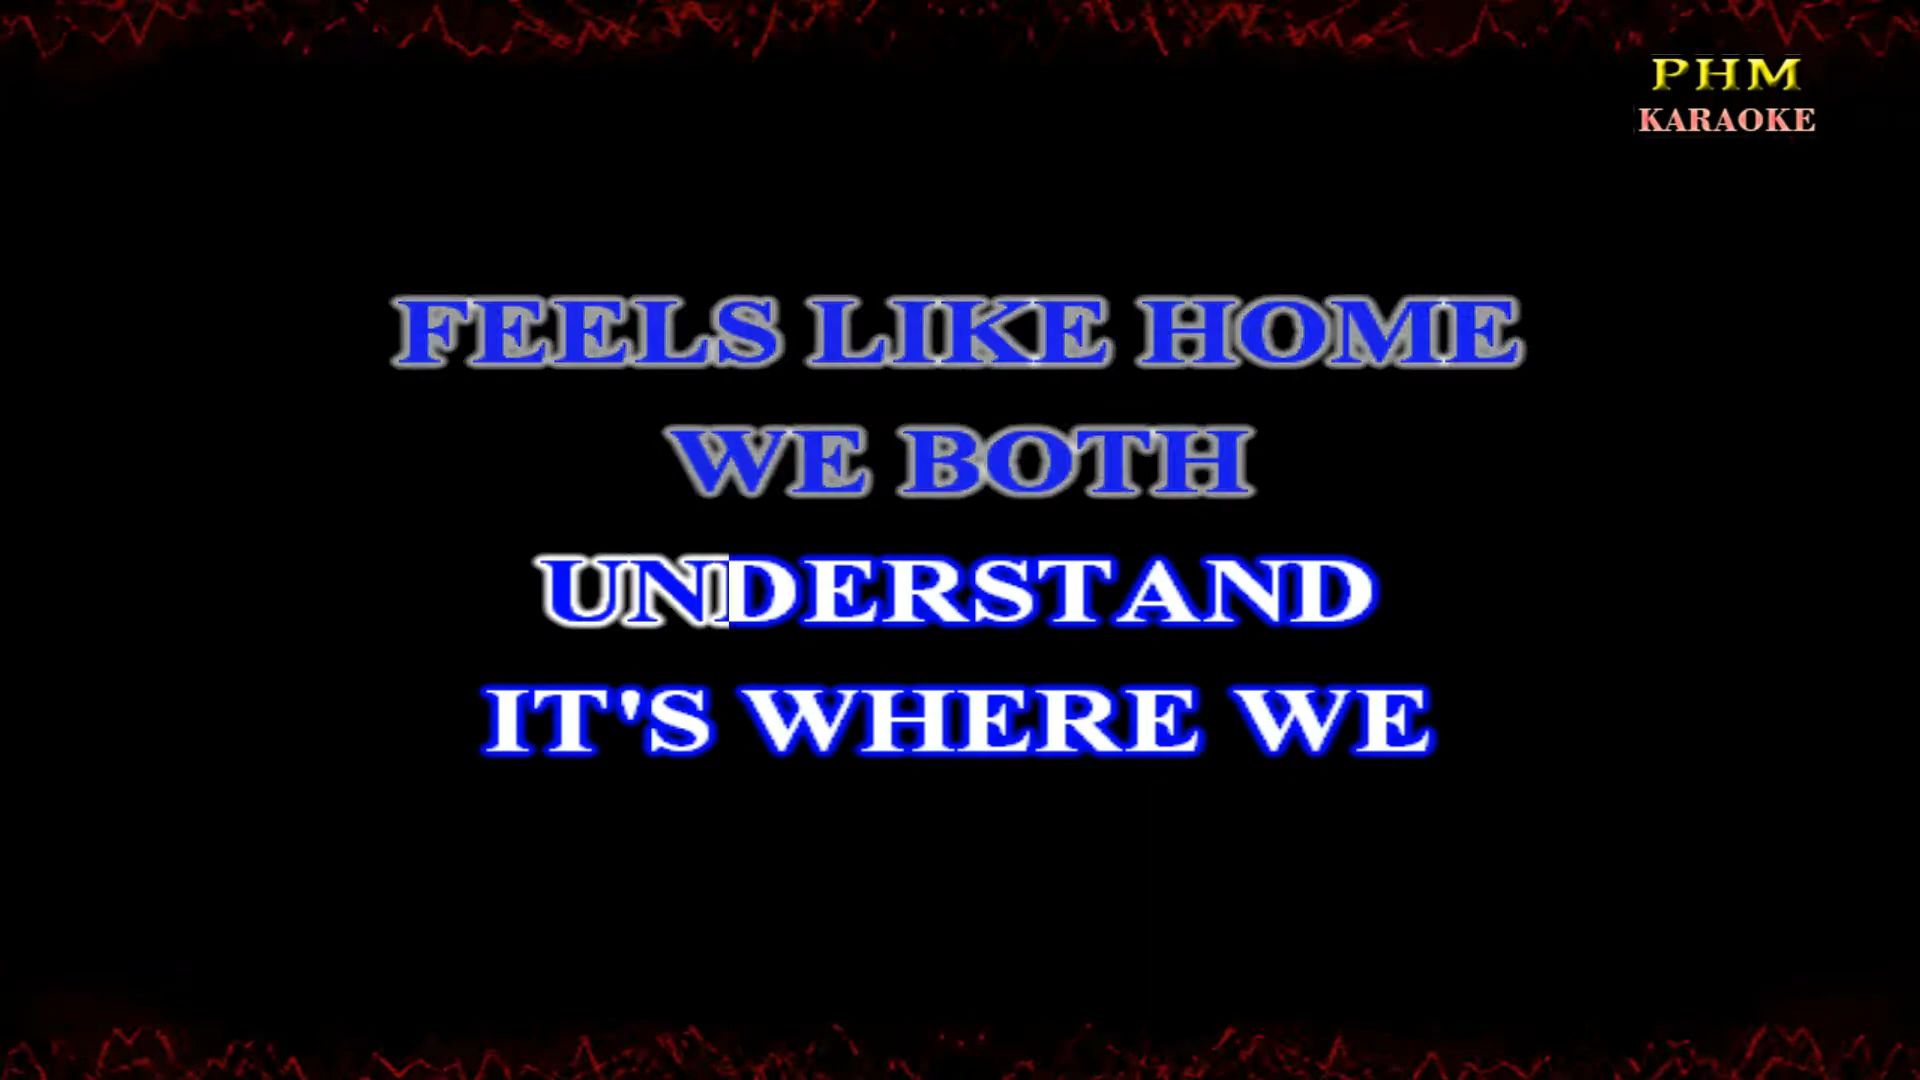 PHM
KARAOKE
FEELS LIKE HOME
WE BOTH
UNDERSTAND
IT'S WHERE WE